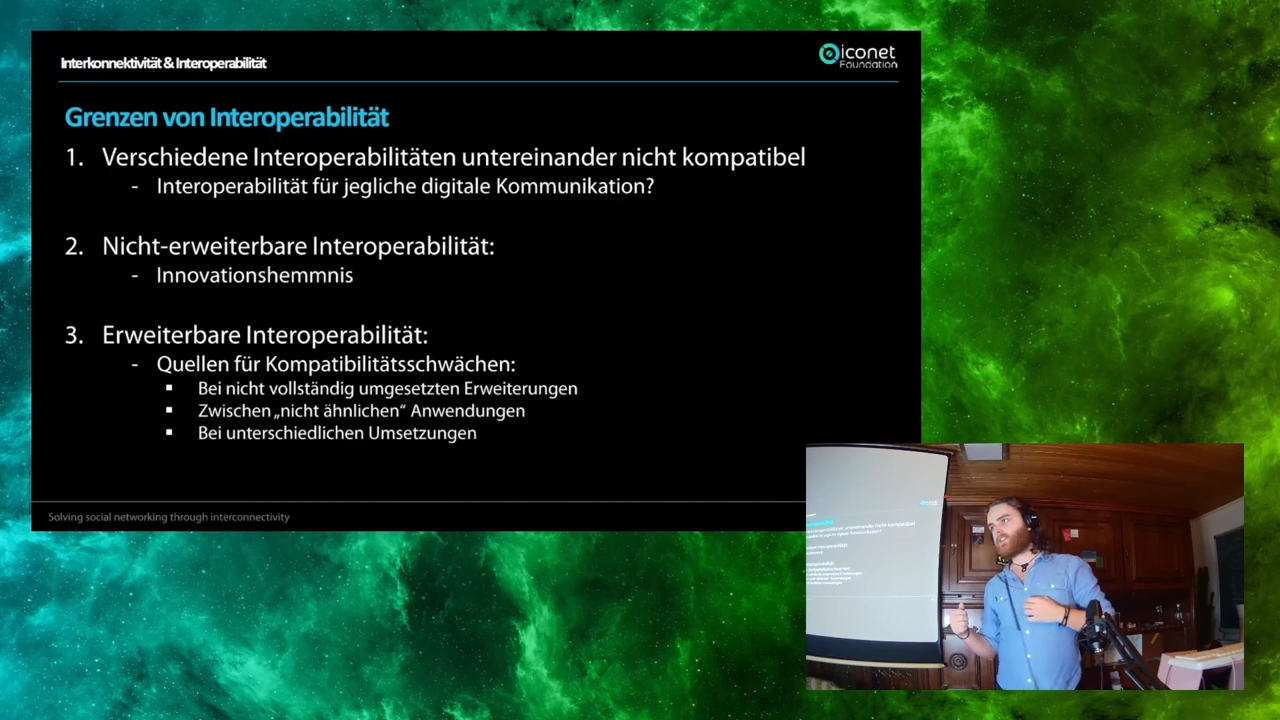 Interkonnektivität & Interoperabilität
iconet
Foundation
Grenzen von Interoperabilität
1. Verschiedene Interoperabilitäten untereinander nicht kompatibel
- Interoperabilität für jegliche digitale Kommunikation?
2. Nicht-erweiterbare Interoperabilität:
- Innovationshemmnis
3. Erweiterbare Interoperabilität:
- Quellen für Kompatibilitätsschwächen:
▪ Bei nicht vollständig umgesetzten Erweiterungen
▪ Zwischen „nicht ähnlichen“ Anwendungen
▪ Bei unterschiedlichen Umsetzungen
Solving social networking through interconnectivity